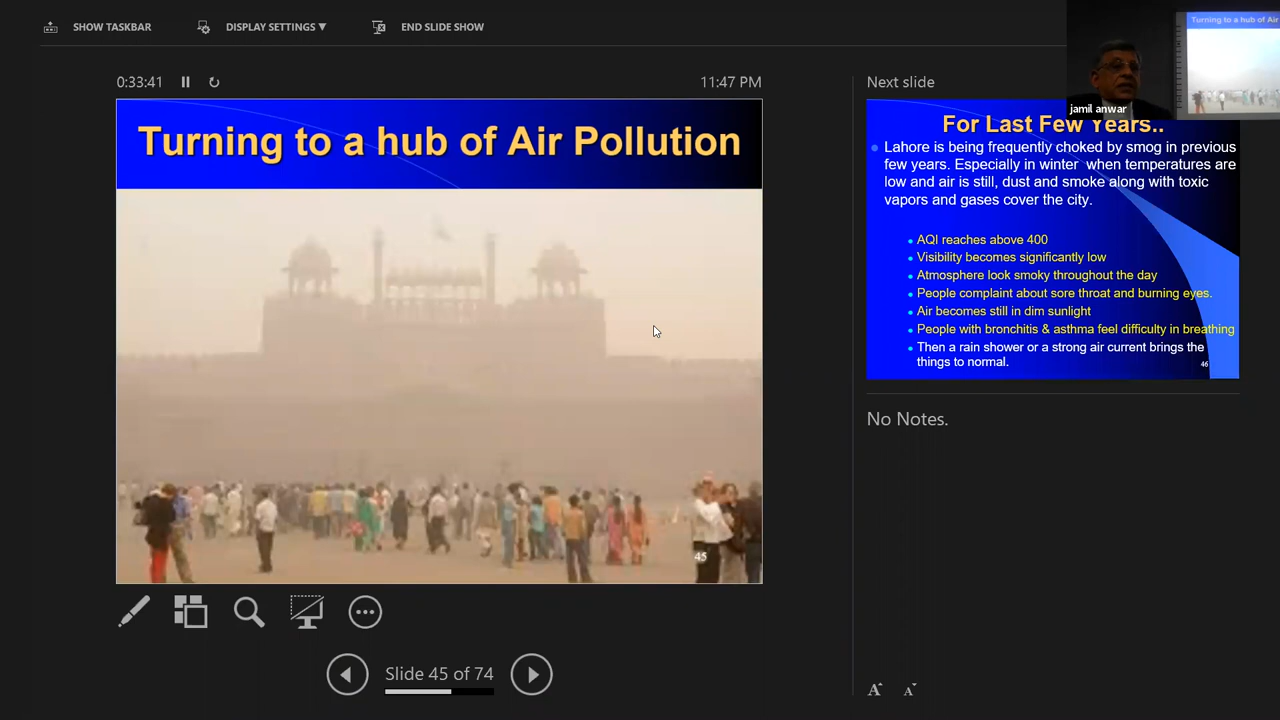 SHOW TASKBAR
DISPLAY SETTINGS ▼
END SLIDE SHOW
0:33:41
11:47 PM
Turning to a hub of Air Pollution
45
Slide 45 of 74
Next slide
For Last Few Years..
Lahore is being frequently choked by smog in previous
few years. Especially in winter when temperatures are
low and air is still, dust and smoke along with toxic
vapors and gases cover the city.
AQI reaches above 400
Visibility becomes significantly low
Atmosphere look smoky throughout the day
People complaint about sore throat and burning eyes.
Air becomes still in dim sunlight
People with bronchitis & asthma feel difficulty in breathing
Then a rain shower or a strong air current brings the
things to normal.
46
No Notes.
A A
Turning to a hub of Air
jamil anwar